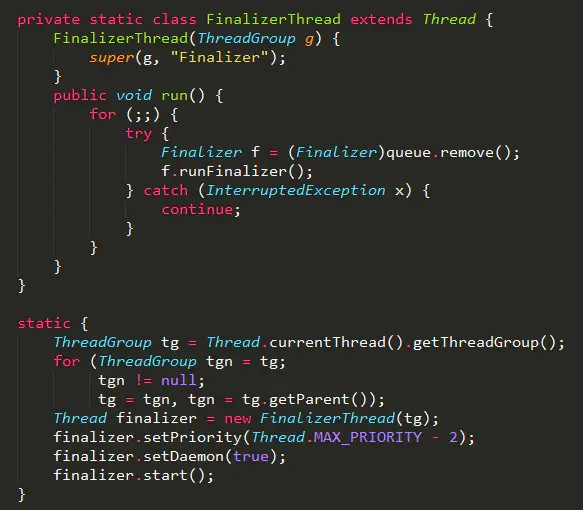 private static class FinalizerThread extends Thread {
    FinalizerThread(ThreadGroup g) {
        super(g, "Finalizer");
    }
    public void run() {
        for (;;) {
            try {
                Finalizer f = (Finalizer)queue.remove();
                f.runFinalizer();
            } catch (InterruptedException x) {
                continue;
            }
        }
    }
}

static {
    ThreadGroup tg = Thread.currentThread().getThreadGroup();
    for (ThreadGroup tgn = tg;
         tgn != null;
         tg = tgn, tgn = tg.getParent());
    Thread finalizer = new FinalizerThread(tg);
    finalizer.setPriority(Thread.MAX_PRIORITY - 2);
    finalizer.setDaemon(true);
    finalizer.start();
}